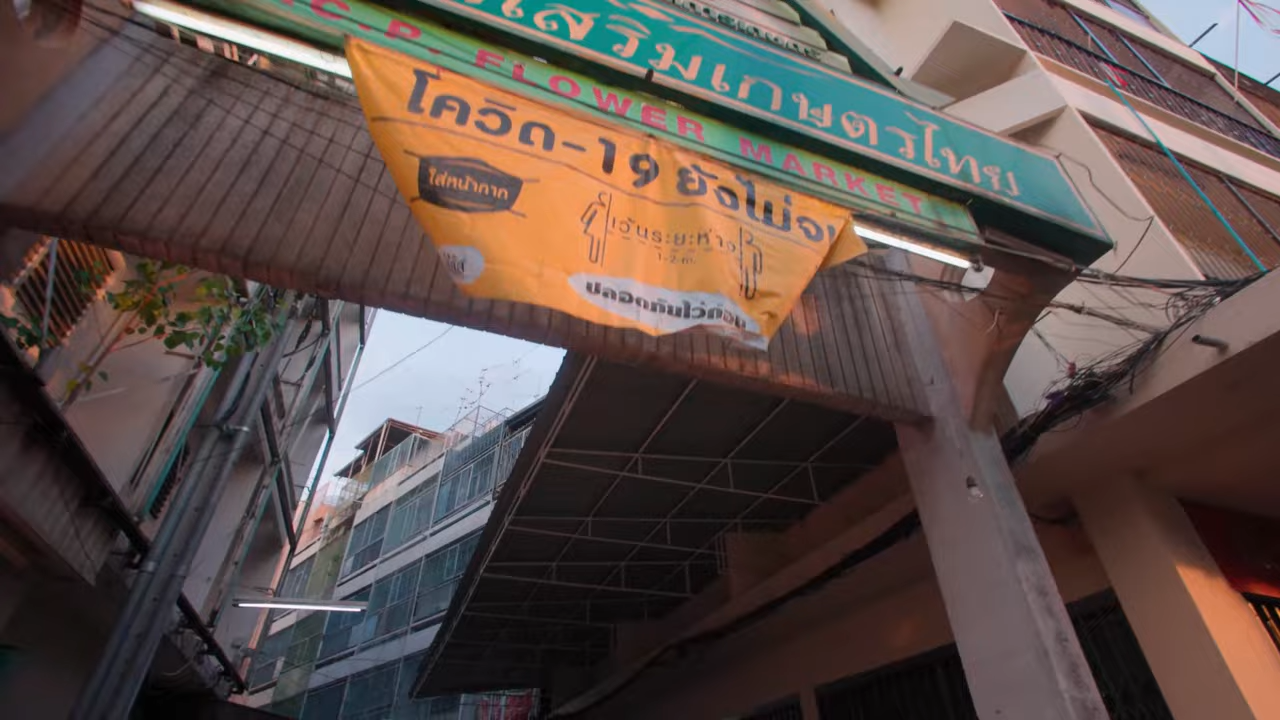 เสริมเกษตรไทย
C.P. FLOWER MARKET
โควิด-19 ยังไม่จบ
ใส่หน้ากาก
เว้นระยะห่าง
1-2 m.
ปลอดภัยไว้ก่อน